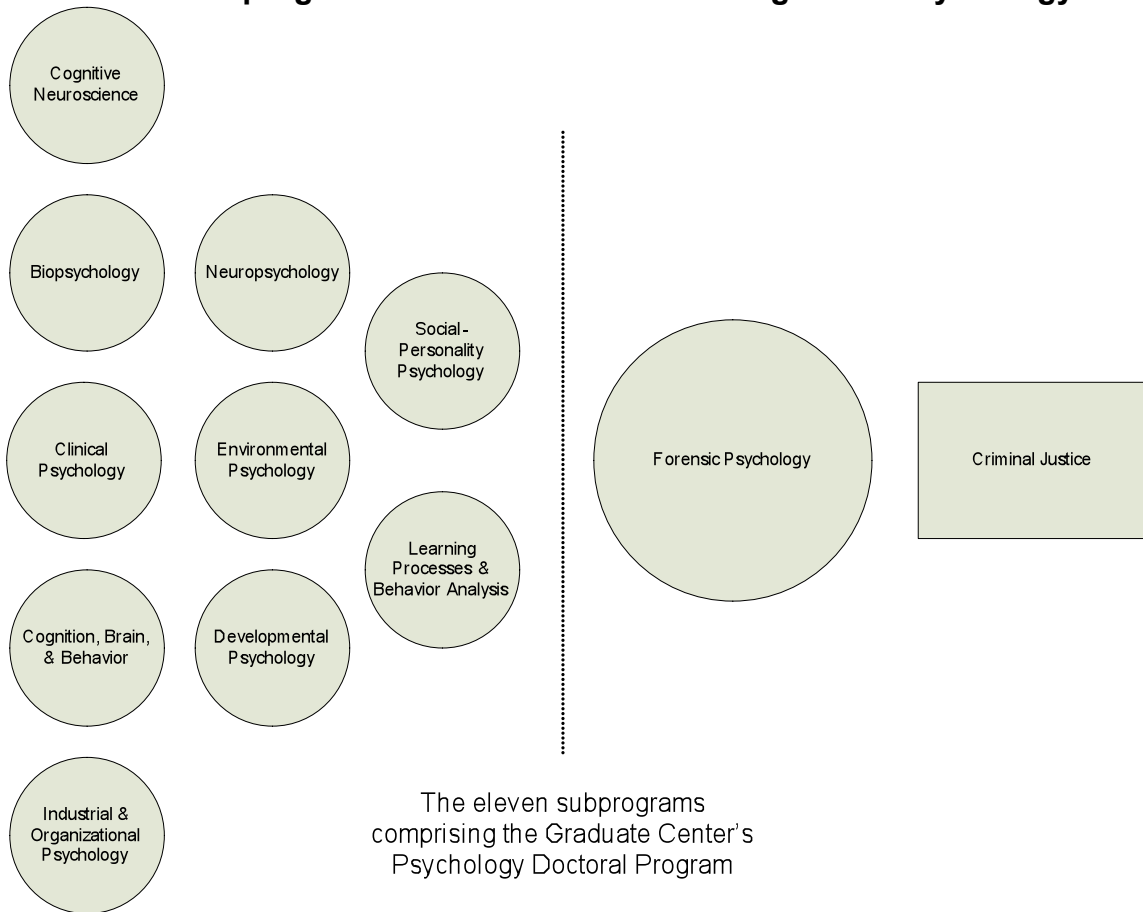 Cognitive
Neuroscience
Biopsychology
Neuropsychology
Social-
Personality
Psychology
Clinical
Psychology
Environmental
Psychology
Forensic Psychology
Criminal Justice
Learning
Processes &
Behavior Analysis
Cognition, Brain,
& Behavior
Developmental
Psychology
Industrial &
Organizational
Psychology
The eleven subprograms
comprising the Graduate Center's
Psychology Doctoral Program